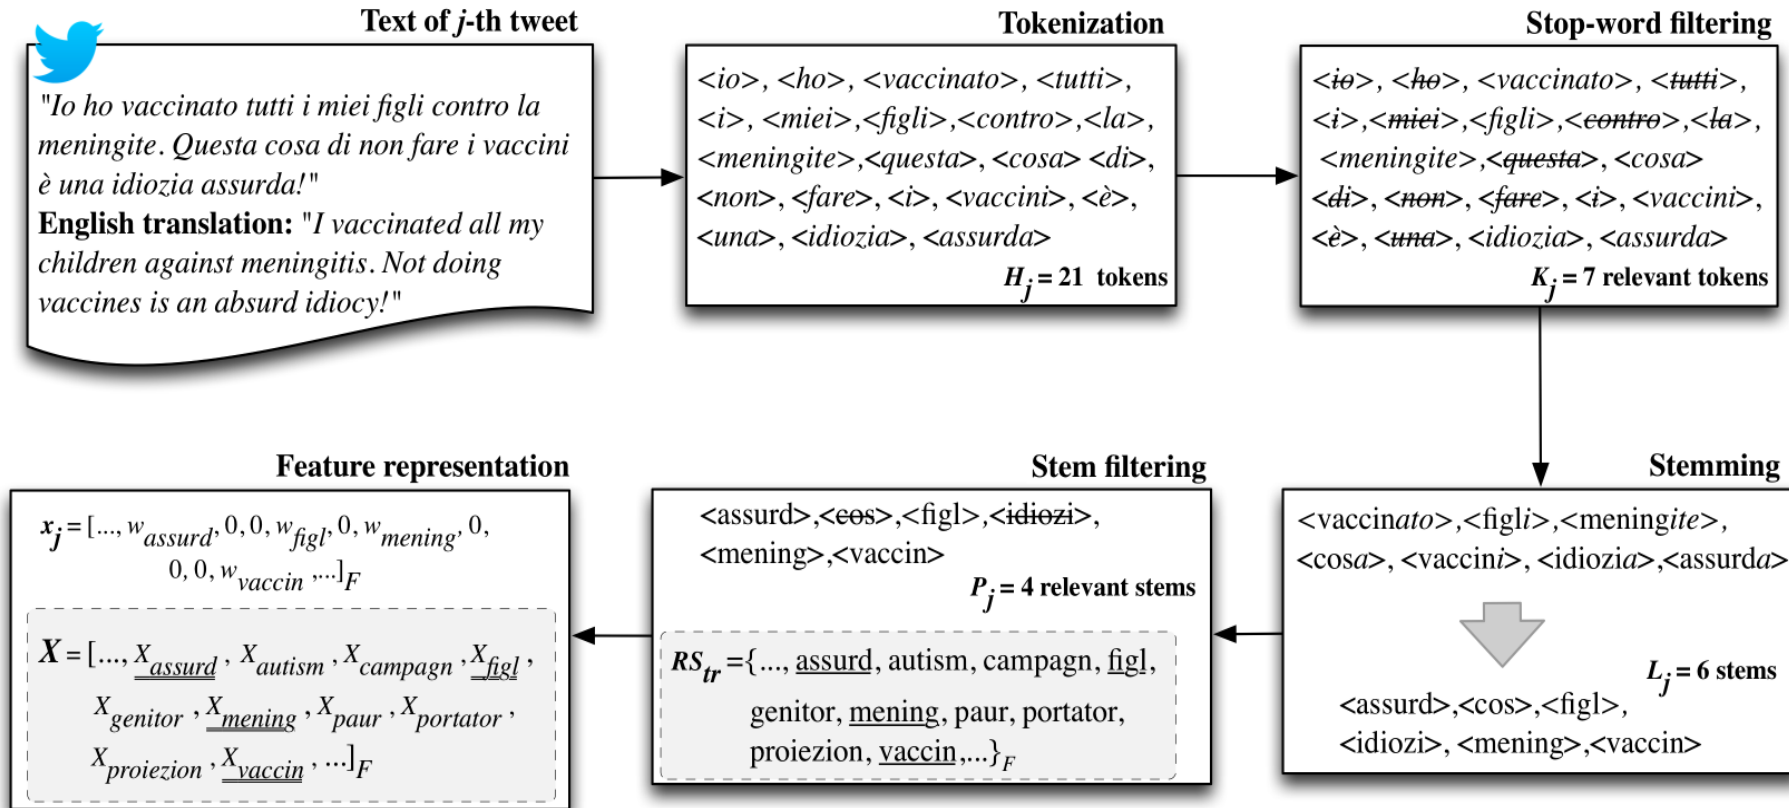 Text of j-th tweet
"Io ho vaccinato tutti i miei figli contro la
meningite. Questa cosa di non fare i vaccini
è una idiozia assurda!"
English translation: "I vaccinated all my
children against meningitis. Not doing
vaccines is an absurd idiocy!"
Tokenization
<io>, <ho>, <vaccinato>, <tutti>,
<i>, <miei>,<figli>,<contro>,<la>,
<meningite>,<questa>, <cosa> <di>,
<non>, <fare>, <i>, <vaccini>, <è>,
<una>, <idiozia>, <assurda>
Hj = 21 tokens
Stop-word filtering
<io>, <ho>, <vaccinato>, <tutti>,
<i>,<miei>,<figli>,<contro>,<la>,
<meningite>,<questa>, <cosa>
<di>, <non>, <fare>, <i>, <vaccini>,
<è>, <una>, <idiozia>, <assurda>
Kj = 7 relevant tokens
Stemming
<vaccinato>,<figli>,<meningite>,
<cosa>, <vaccini>, <idiozia>,<assurda>
Lj = 6 stems
<assurd>,<cos>,<figl>,
<idiozi>, <mening>,<vaccin>
Stem filtering
<assurd>,<cos>,<figl>,<idiozi>,
<mening>,<vaccin>
Pj = 4 relevant stems
RStr ={..., assurd, autism, campagn, figl,
genitor, mening, paur, portator,
proiezion, vaccin,...}F
Feature representation
xj = [..., wassurd, 0, 0, wfigl, 0, wmening, 0,
0, 0, wvaccin ,...]F
X = [..., Xassurd , Xautism , Xcampagn , Xfigl ,
Xgenitor , Xmening , Xpaur , Xportator ,
Xproiezion , Xvaccin , ...]F